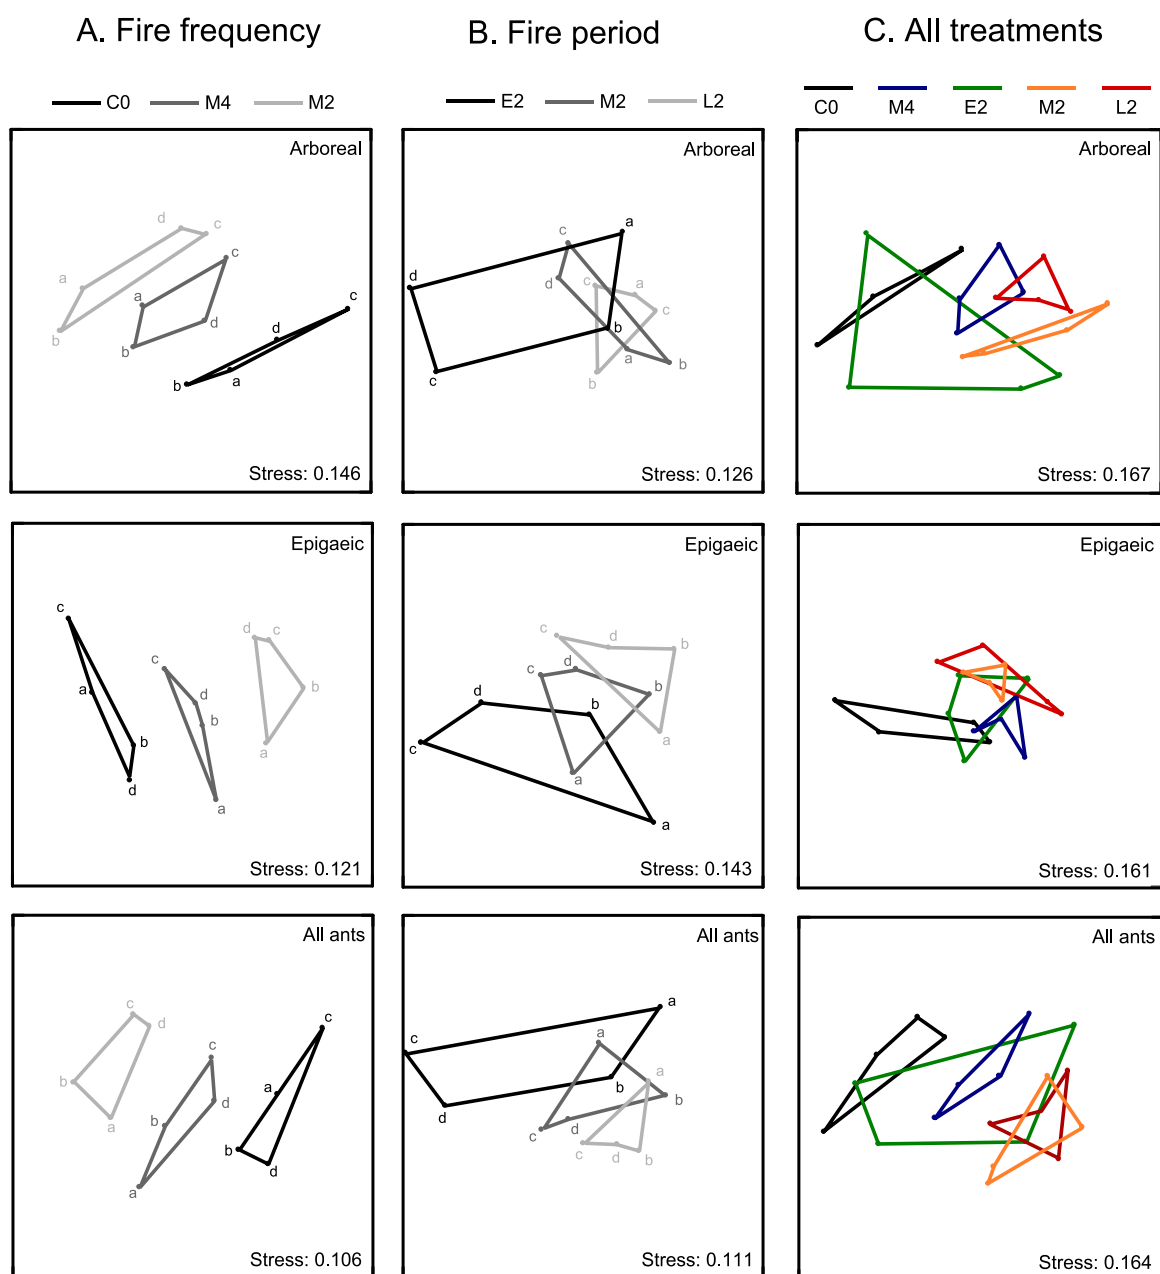 A. Fire frequency
B. Fire period
C. All treatments
C0 M4 M2
E2 M2 L2
C0 M4 E2 M2 L2
Arboreal
d c
a c
a
b b d
d c
b a
Stress: 0.146
Arboreal
a
c
d d c a
c
b
a b
c b
Stress: 0.126
Arboreal
Stress: 0.167
Epigaeic
c
d c
c
a d b
b b
a
d
a
Stress: 0.121
Epigaeic
c d b
c d
d b b
c a
a
a
Stress: 0.143
Epigaeic
Stress: 0.161
All ants
c d c
c
b a
d
a b
b d
a
Stress: 0.106
All ants
a
c a
a
b
d b
c d
c d b
Stress: 0.111
All ants
Stress: 0.164